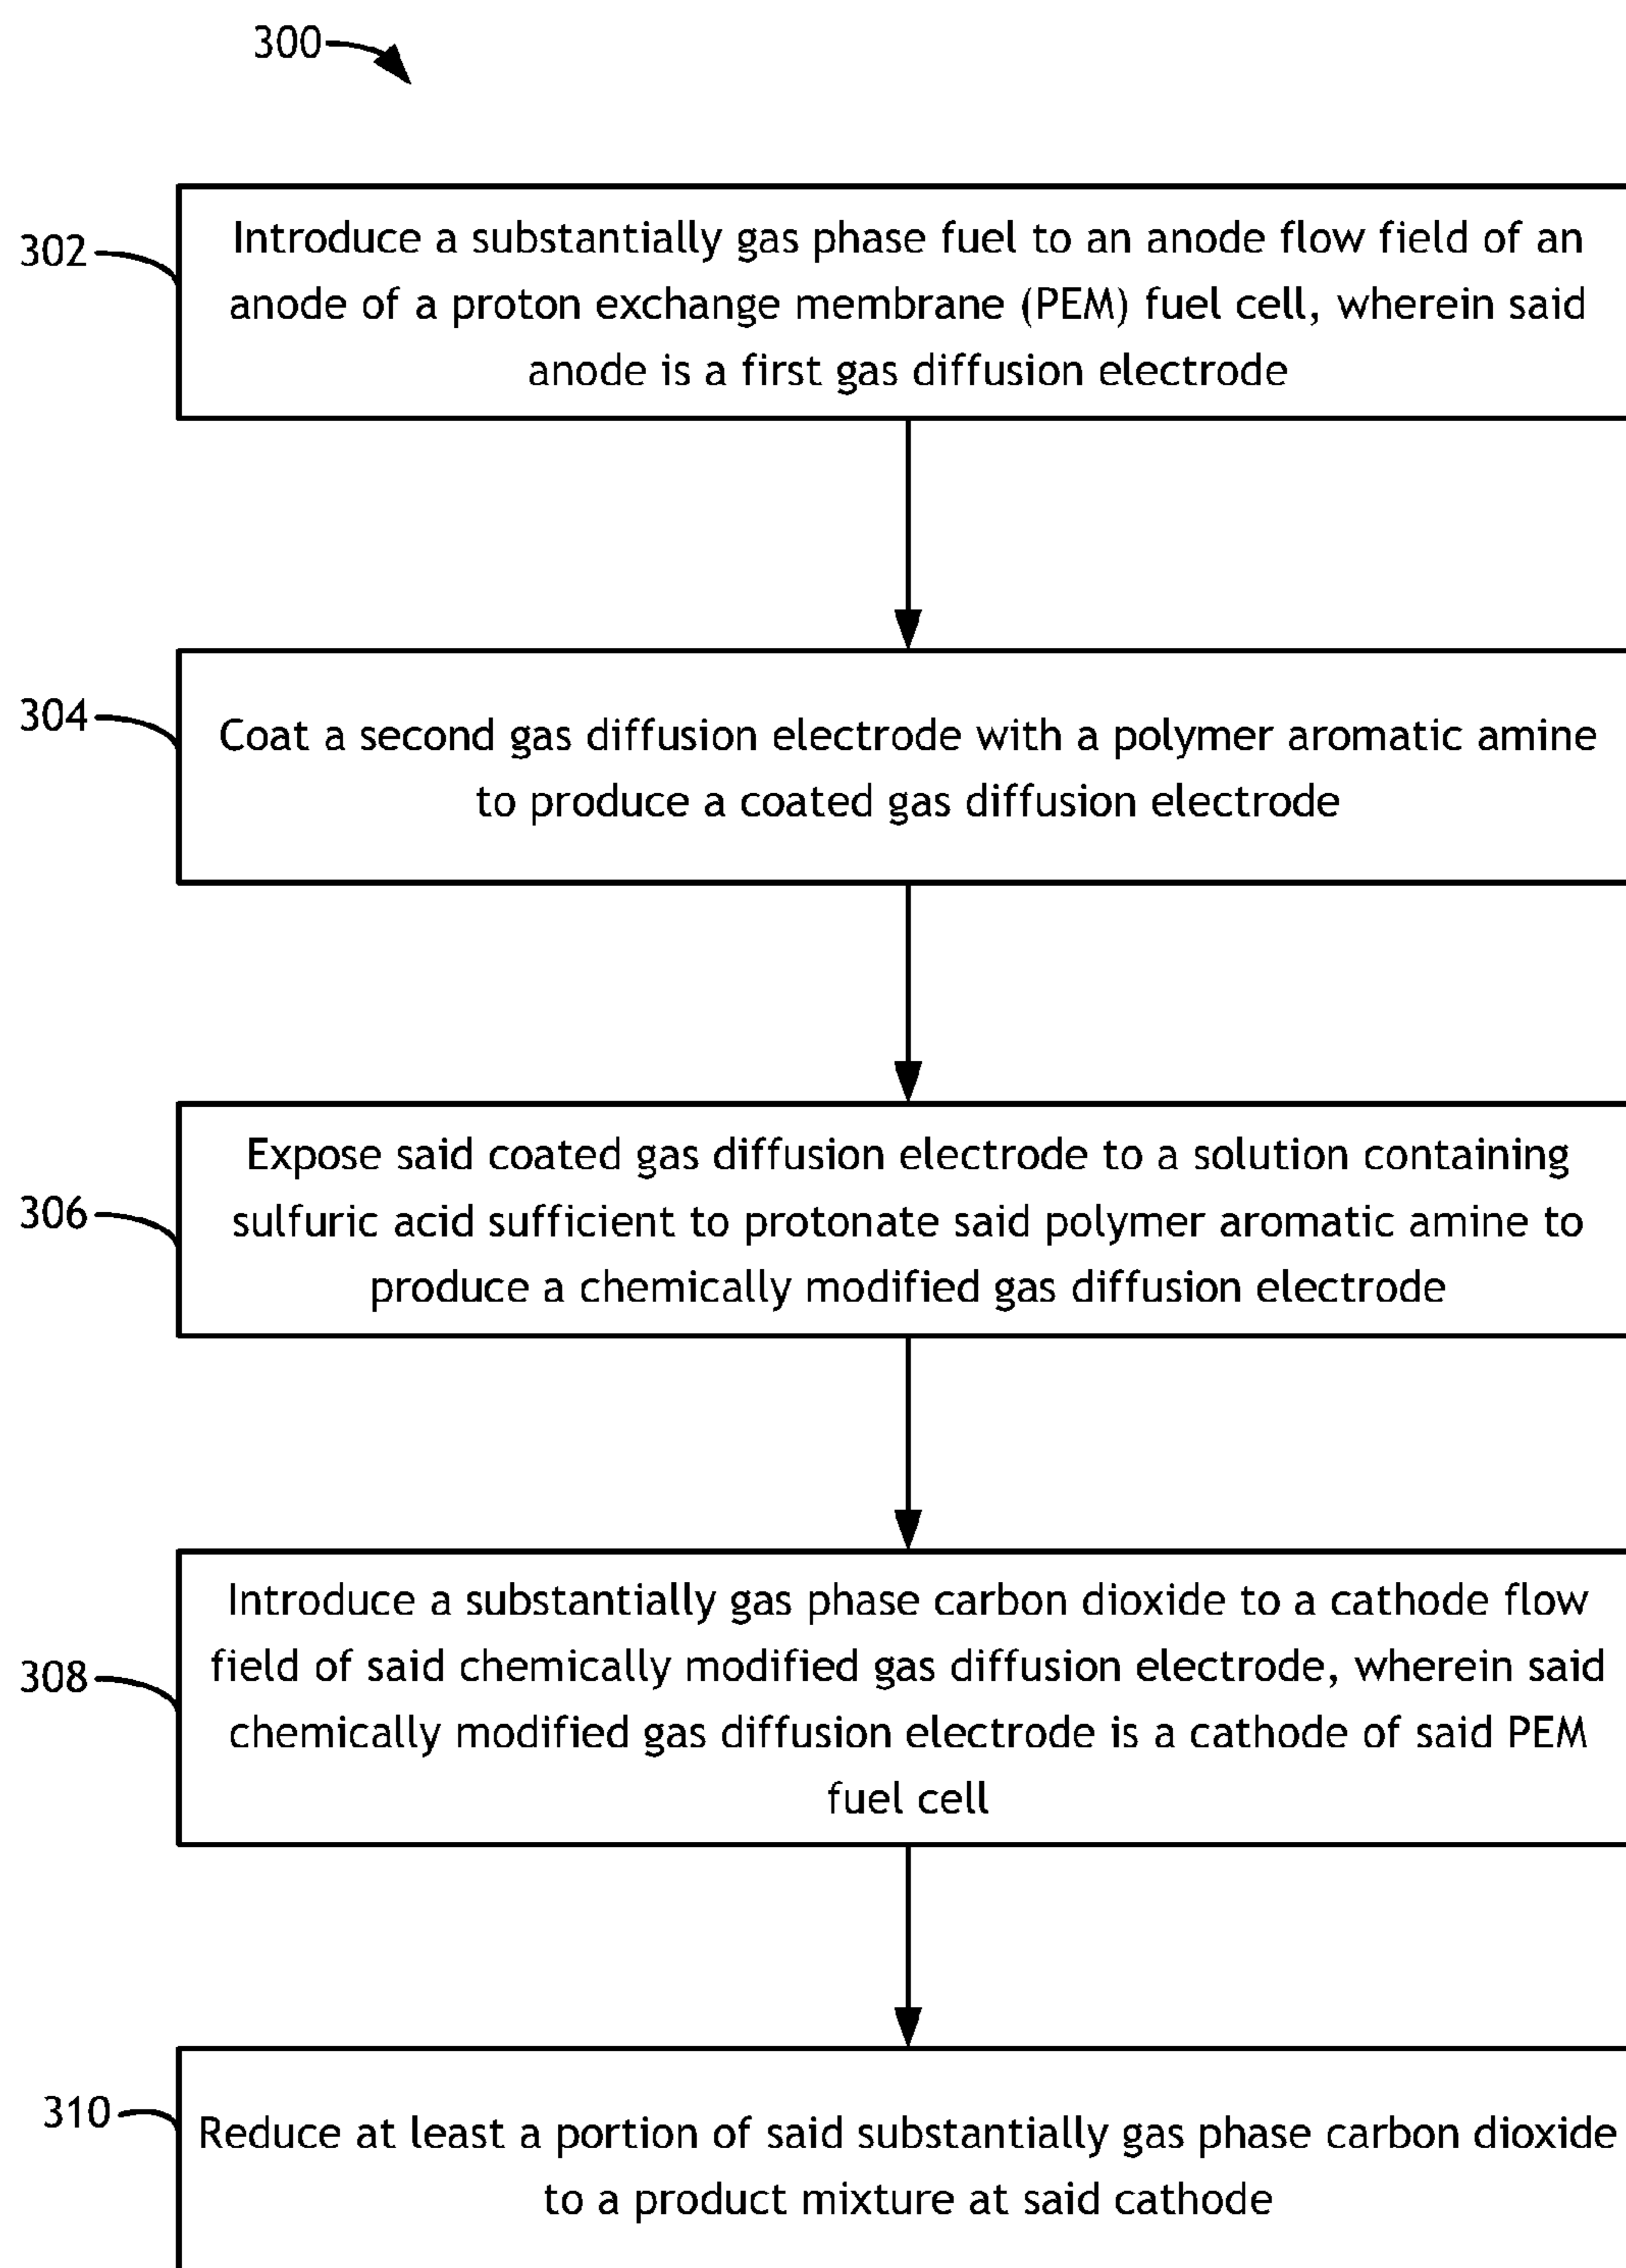 300
302
Introduce a substantially gas phase fuel to an anode flow field of an
anode of a proton exchange membrane (PEM) fuel cell, wherein said
anode is a first gas diffusion electrode
304
Coat a second gas diffusion electrode with a polymer aromatic amine
to produce a coated gas diffusion electrode
306
Expose said coated gas diffusion electrode to a solution containing
sulfuric acid sufficient to protonate said polymer aromatic amine to
produce a chemically modified gas diffusion electrode
308
Introduce a substantially gas phase carbon dioxide to a cathode flow
field of said chemically modified gas diffusion electrode, wherein said
chemically modified gas diffusion electrode is a cathode of said PEM
fuel cell
310
Reduce at least a portion of said substantially gas phase carbon dioxide
to a product mixture at said cathode